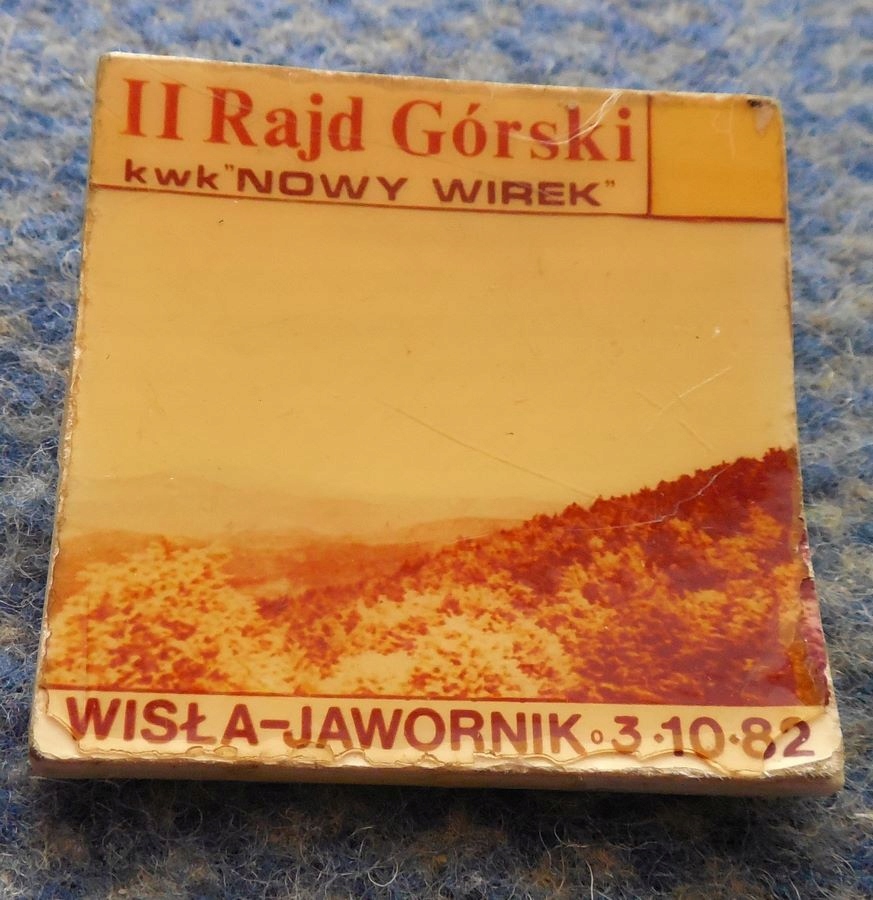 II Rajd Górski
kwk "NOWY WIREK"
WISŁA-JAWORNIK o 3·10·82